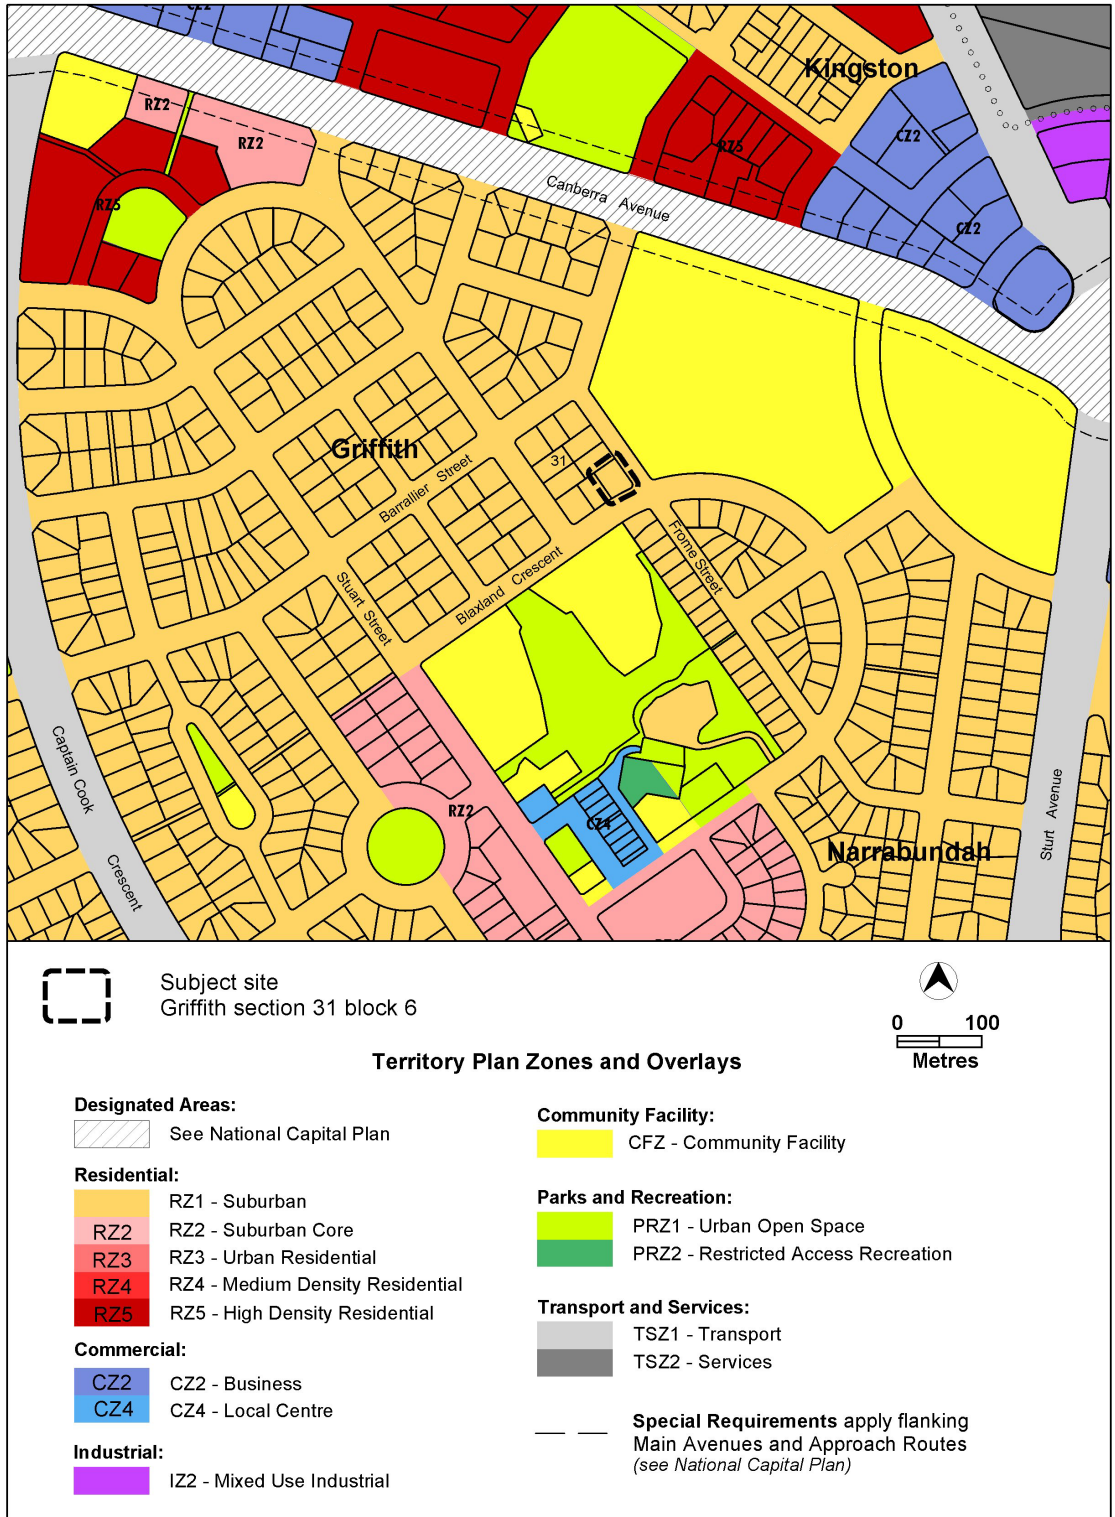 CZ2
Kingston
RZ2
RZ2
CZ2
RZ5
Canberra Avenue
RZ5
CZ2
Griffith
31
Barrallier Street
Frome Street
Blaxland Crescent
Stuart Street
Captain Cook
Crescent
RZ2
CZ4
Narrabundah
Sturt Avenue
Subject site
Griffith section 31 block 6
0 100
Metres
Territory Plan Zones and Overlays
Designated Areas:
See National Capital Plan
Residential:
RZ1 - Suburban
RZ2 RZ2 - Suburban Core
RZ3 RZ3 - Urban Residential
RZ4 RZ4 - Medium Density Residential
RZ5 RZ5 - High Density Residential
Commercial:
CZ2 CZ2 - Business
CZ4 CZ4 - Local Centre
Industrial:
IZ2 - Mixed Use Industrial
Community Facility:
CFZ - Community Facility
Parks and Recreation:
PRZ1 - Urban Open Space
PRZ2 - Restricted Access Recreation
Transport and Services:
TSZ1 - Transport
TSZ2 - Services
Special Requirements apply flanking
Main Avenues and Approach Routes
(see National Capital Plan)